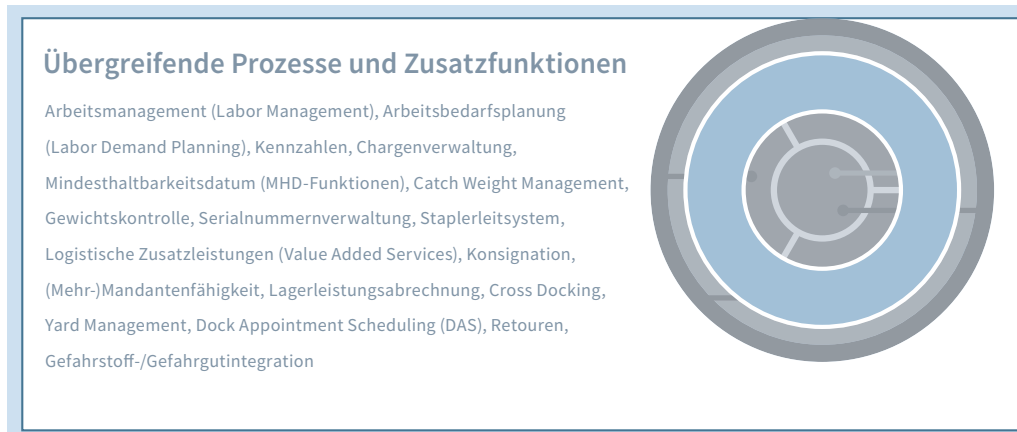 Übergreifende Prozesse und Zusatzfunktionen
Arbeitsmanagement (Labor Management), Arbeitsbedarfsplanung
(Labor Demand Planning), Kennzahlen, Chargenverwaltung,
Mindesthaltbarkeitsdatum (MHD-Funktionen), Catch Weight Management,
Gewichtskontrolle, Serialnummernverwaltung, Staplerleitsystem,
Logistische Zusatzleistungen (Value Added Services), Konsignation,
(Mehr-)Mandantenfähigkeit, Lagerleistungsabrechnung, Cross Docking,
Yard Management, Dock Appointment Scheduling (DAS), Retouren,
Gefahrstoff-/Gefahrgutintegration